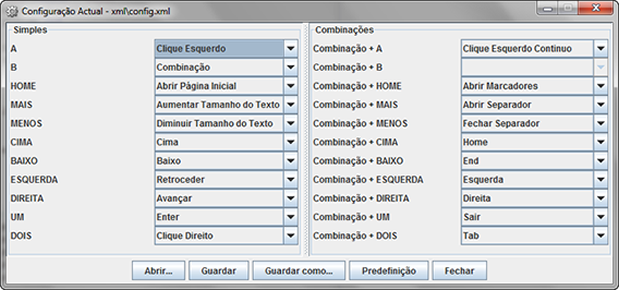 Configuração Actual - xml\config.xml
Simples
A Clique Esquerdo
B Combinação
HOME Abrir Página Inicial
MAIS Aumentar Tamanho do Texto
MENOS Diminuir Tamanho do Texto
CIMA Cima
BAIXO Baixo
ESQUERDA Retroceder
DIREITA Avançar
UM Enter
DOIS Clique Direito
Combinações
Combinação + A Clique Esquerdo Continuo
Combinação + B
Combinação + HOME Abrir Marcadores
Combinação + MAIS Abrir Separador
Combinação + MENOS Fechar Separador
Combinação + CIMA Home
Combinação + BAIXO End
Combinação + ESQUERDA Esquerda
Combinação + DIREITA Direita
Combinação + UM Sair
Combinação + DOIS Tab
Abrir... Guardar Guardar como... Predefinição Fechar